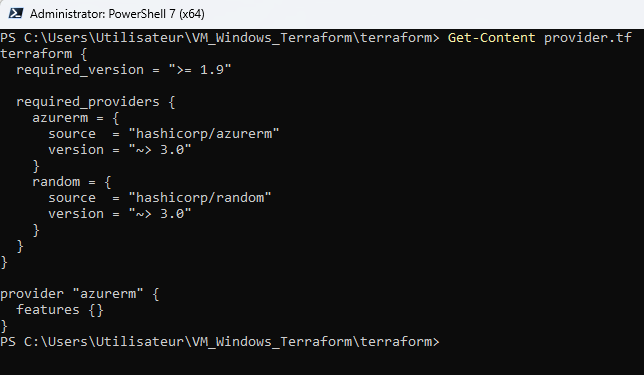 Administrator: PowerShell 7 (x64)
PS C:\Users\Utilisateur\VM_Windows_Terraform\terraform> Get-Content provider.tf
terraform {
  required_version = ">= 1.9"

  required_providers {
    azurerm = {
      source  = "hashicorp/azurerm"
      version = "~> 3.0"
    }
    random = {
      source  = "hashicorp/random"
      version = "~> 3.0"
    }
  }
}

provider "azurerm" {
  features {}
}
PS C:\Users\Utilisateur\VM_Windows_Terraform\terraform>